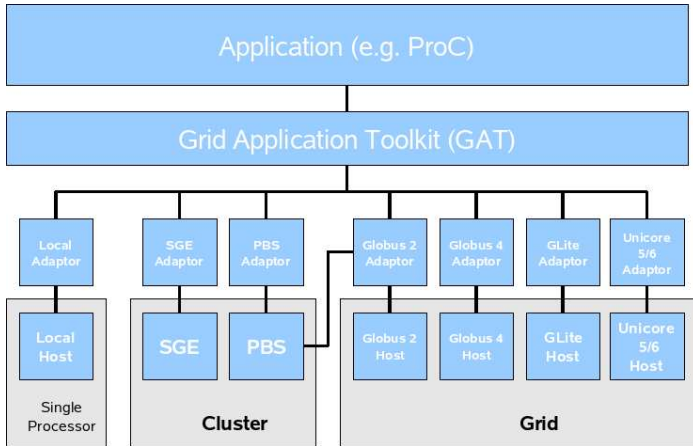 Application (e.g. ProC)
Grid Application Toolkit (GAT)
Local
Adaptor
SGE
Adaptor
PBS
Adaptor
Globus 2
Adaptor
Globus 4
Adaptor
GLite
Adaptor
Unicore
5/6
Adaptor
Local
Host
SGE
PBS
Globus 2
Host
Globus 4
Host
GLite
Host
Unicore
5/6
Host
Single
Processor
Cluster
Grid